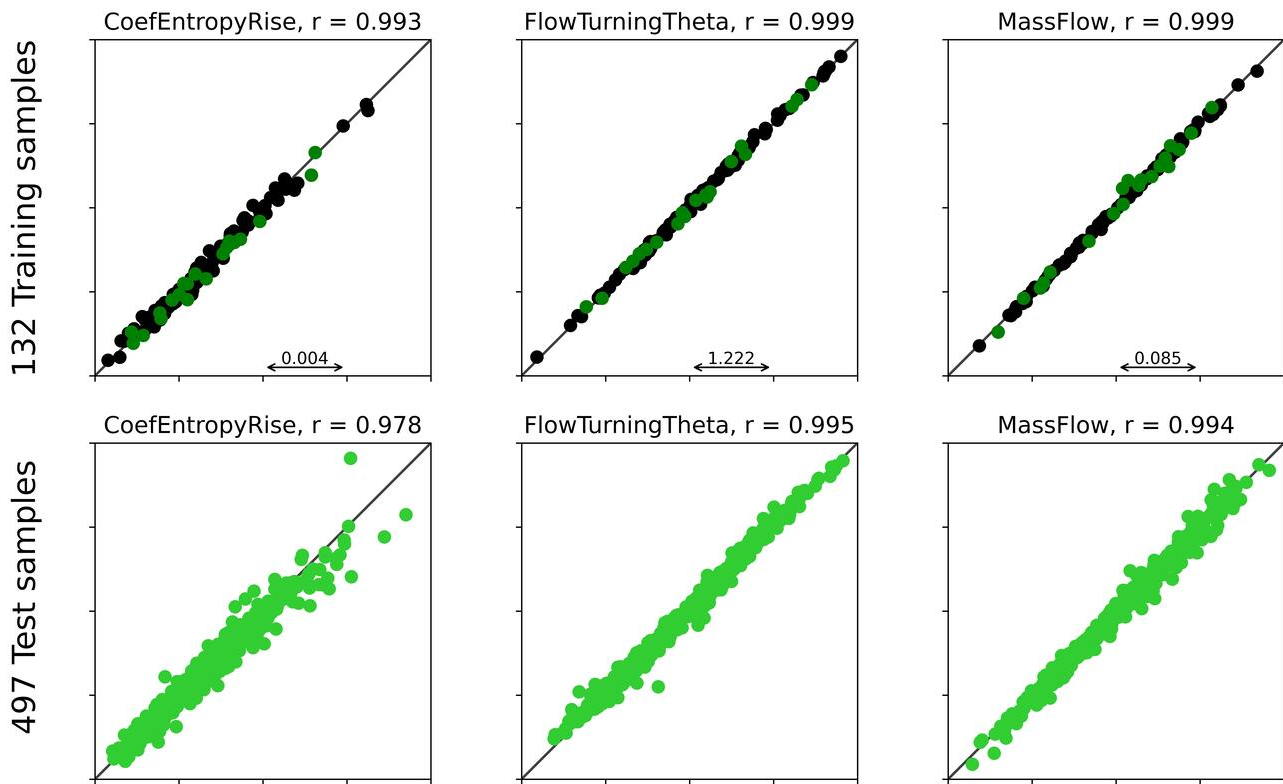 CoefEntropyRise, r = 0.993
FlowTurningTheta, r = 0.999
MassFlow, r = 0.999
132 Training samples
0.004
1.222
0.085
CoefEntropyRise, r = 0.978
FlowTurningTheta, r = 0.995
MassFlow, r = 0.994
497 Test samples